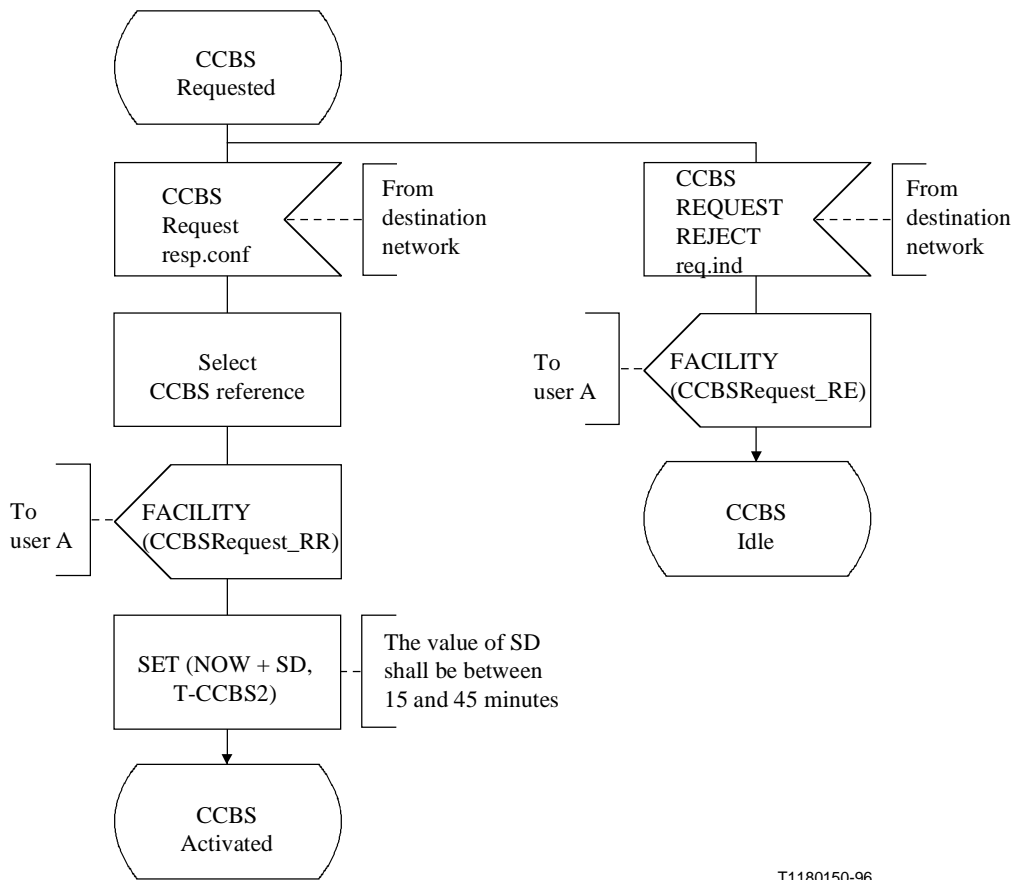 CCBS
Requested
CCBS
Request
resp.conf
From
destination
network
CCBS
REQUEST
REJECT
req.ind
From
destination
network
Select
CCBS reference
To
user A
FACILITY
(CCBSRequest_RE)
To
user A
FACILITY
(CCBSRequest_RR)
CCBS
Idle
SET (NOW + SD,
T-CCBS2)
The value of SD
shall be between
15 and 45 minutes
CCBS
Activated
T1180150-96